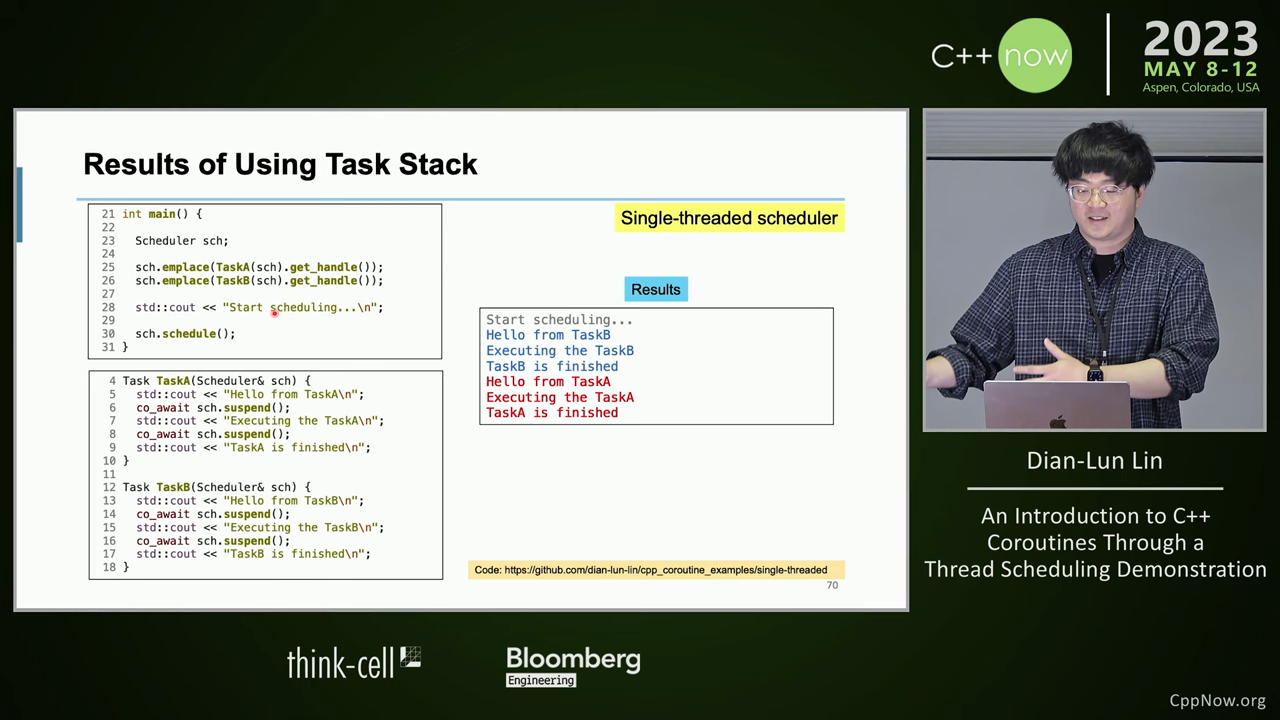 C++ now
2023
MAY 8-12
Aspen, Colorado, USA
Results of Using Task Stack
21 int main() {
22
23   Scheduler sch;
24
25   sch.emplace(TaskA(sch).get_handle());
26   sch.emplace(TaskB(sch).get_handle());
27
28   std::cout << "Start scheduling...\n";
29
30   sch.schedule();
31 }
4 Task TaskA(Scheduler& sch) {
5   std::cout << "Hello from TaskA\n";
6   co_await sch.suspend();
7   std::cout << "Executing the TaskA\n";
8   co_await sch.suspend();
9   std::cout << "TaskA is finished\n";
10 }
11
12 Task TaskB(Scheduler& sch) {
13   std::cout << "Hello from TaskB\n";
14   co_await sch.suspend();
15   std::cout << "Executing the TaskB\n";
16   co_await sch.suspend();
17   std::cout << "TaskB is finished\n";
18 }
Single-threaded scheduler
Results
Start scheduling...
Hello from TaskB
Executing the TaskB
TaskB is finished
Hello from TaskA
Executing the TaskA
TaskA is finished
Code: https://github.com/dian-lun-lin/cpp_coroutine_examples/single-threaded
70
Dian-Lun Lin
An Introduction to C++
Coroutines Through a
Thread Scheduling Demonstration
think-cell
Bloomberg
Engineering
CppNow.org